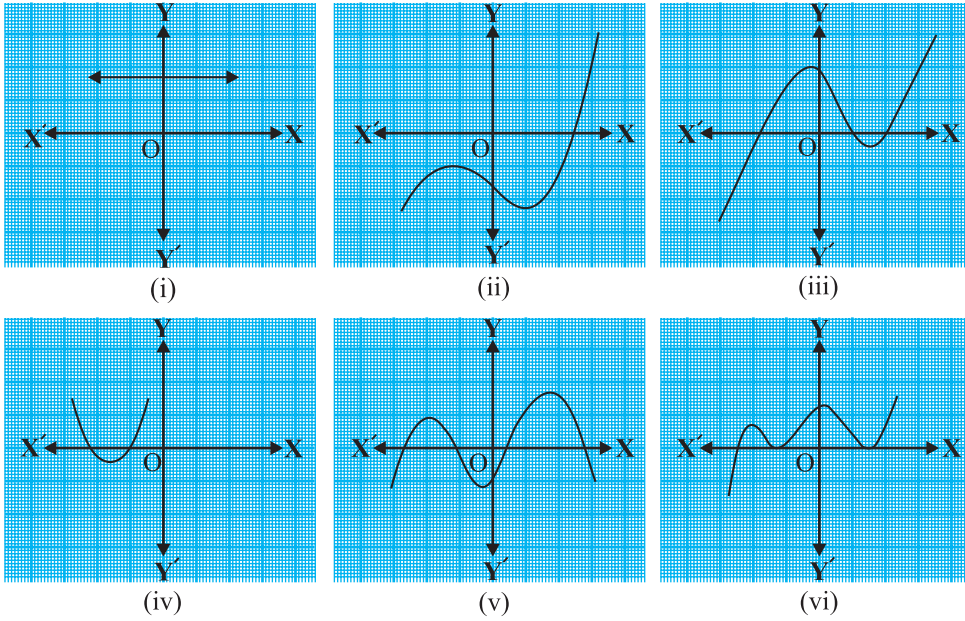 Y Y Y
X′ O X X′ O X X′ O X
Y′ Y′ Y′
(i) (ii) (iii)
Y Y Y
X′ O X X′ O X X′ O X
Y′ Y′ Y′
(iv) (v) (vi)